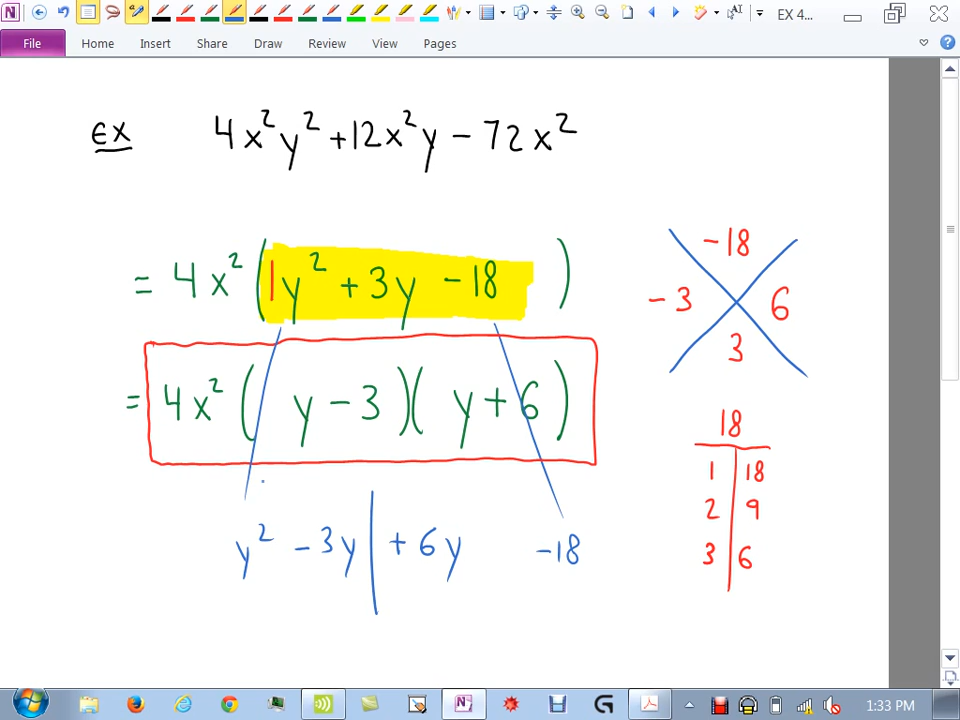 EX 4...
File Home Insert Share Draw Review View Pages
EX 4x²y² + 12x²y − 72x²
= 4x² ( 1y² + 3y − 18 )
−18
−3 6
3
= 4x² ( y − 3 ) ( y + 6 )
18
1 | 18
2 | 9
3 | 6
y² − 3y | + 6y −18
1:33 PM